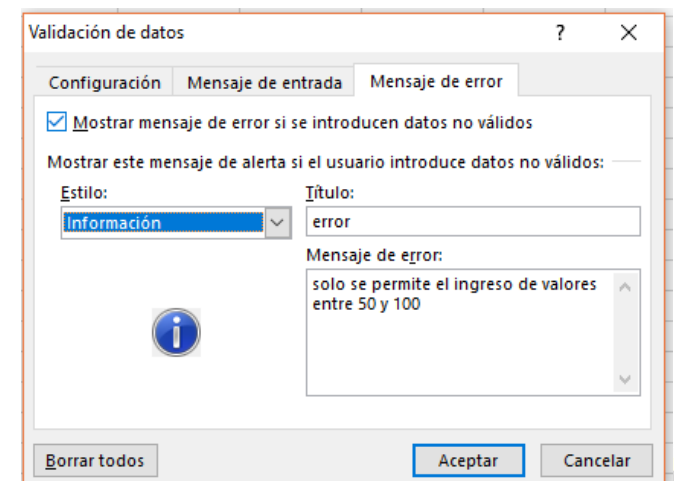 Validación de datos ?
Configuración Mensaje de entrada Mensaje de error
Mostrar mensaje de error si se introducen datos no válidos
Mostrar este mensaje de alerta si el usuario introduce datos no válidos:
Estilo: Título:
Información error
Mensaje de error:
solo se permite el ingreso de valores
entre 50 y 100
Borrar todos Aceptar Cancelar